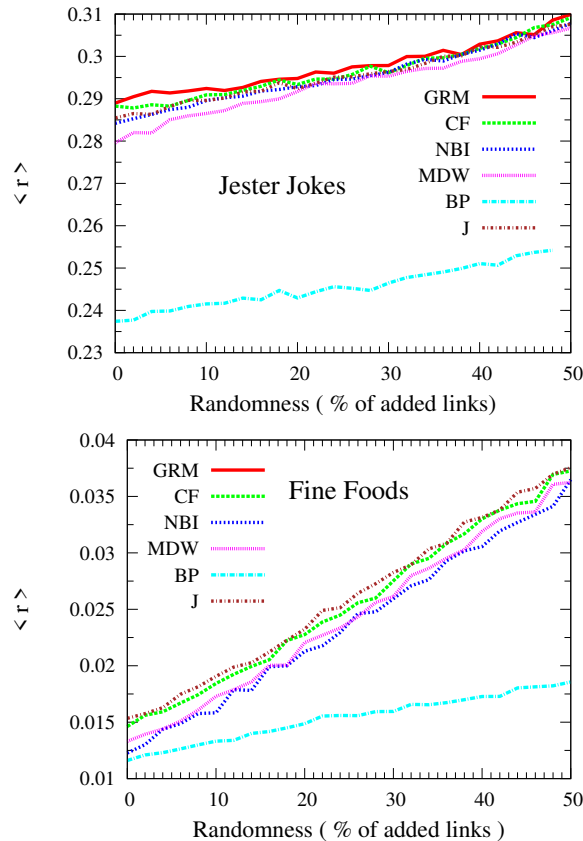 0.31
0.3
0.29
0.28
0.27
0.26
0.25
0.24
0.23
< r >
GRM
CF
NBI
MDW
BP
J
Jester Jokes
0 10 20 30 40 50
Randomness ( % of added links)
0.04
0.035
0.03
0.025
0.02
0.015
0.01
< r >
GRM
CF
NBI
MDW
BP
J
Fine Foods
0 10 20 30 40 50
Randomness ( % of added links )